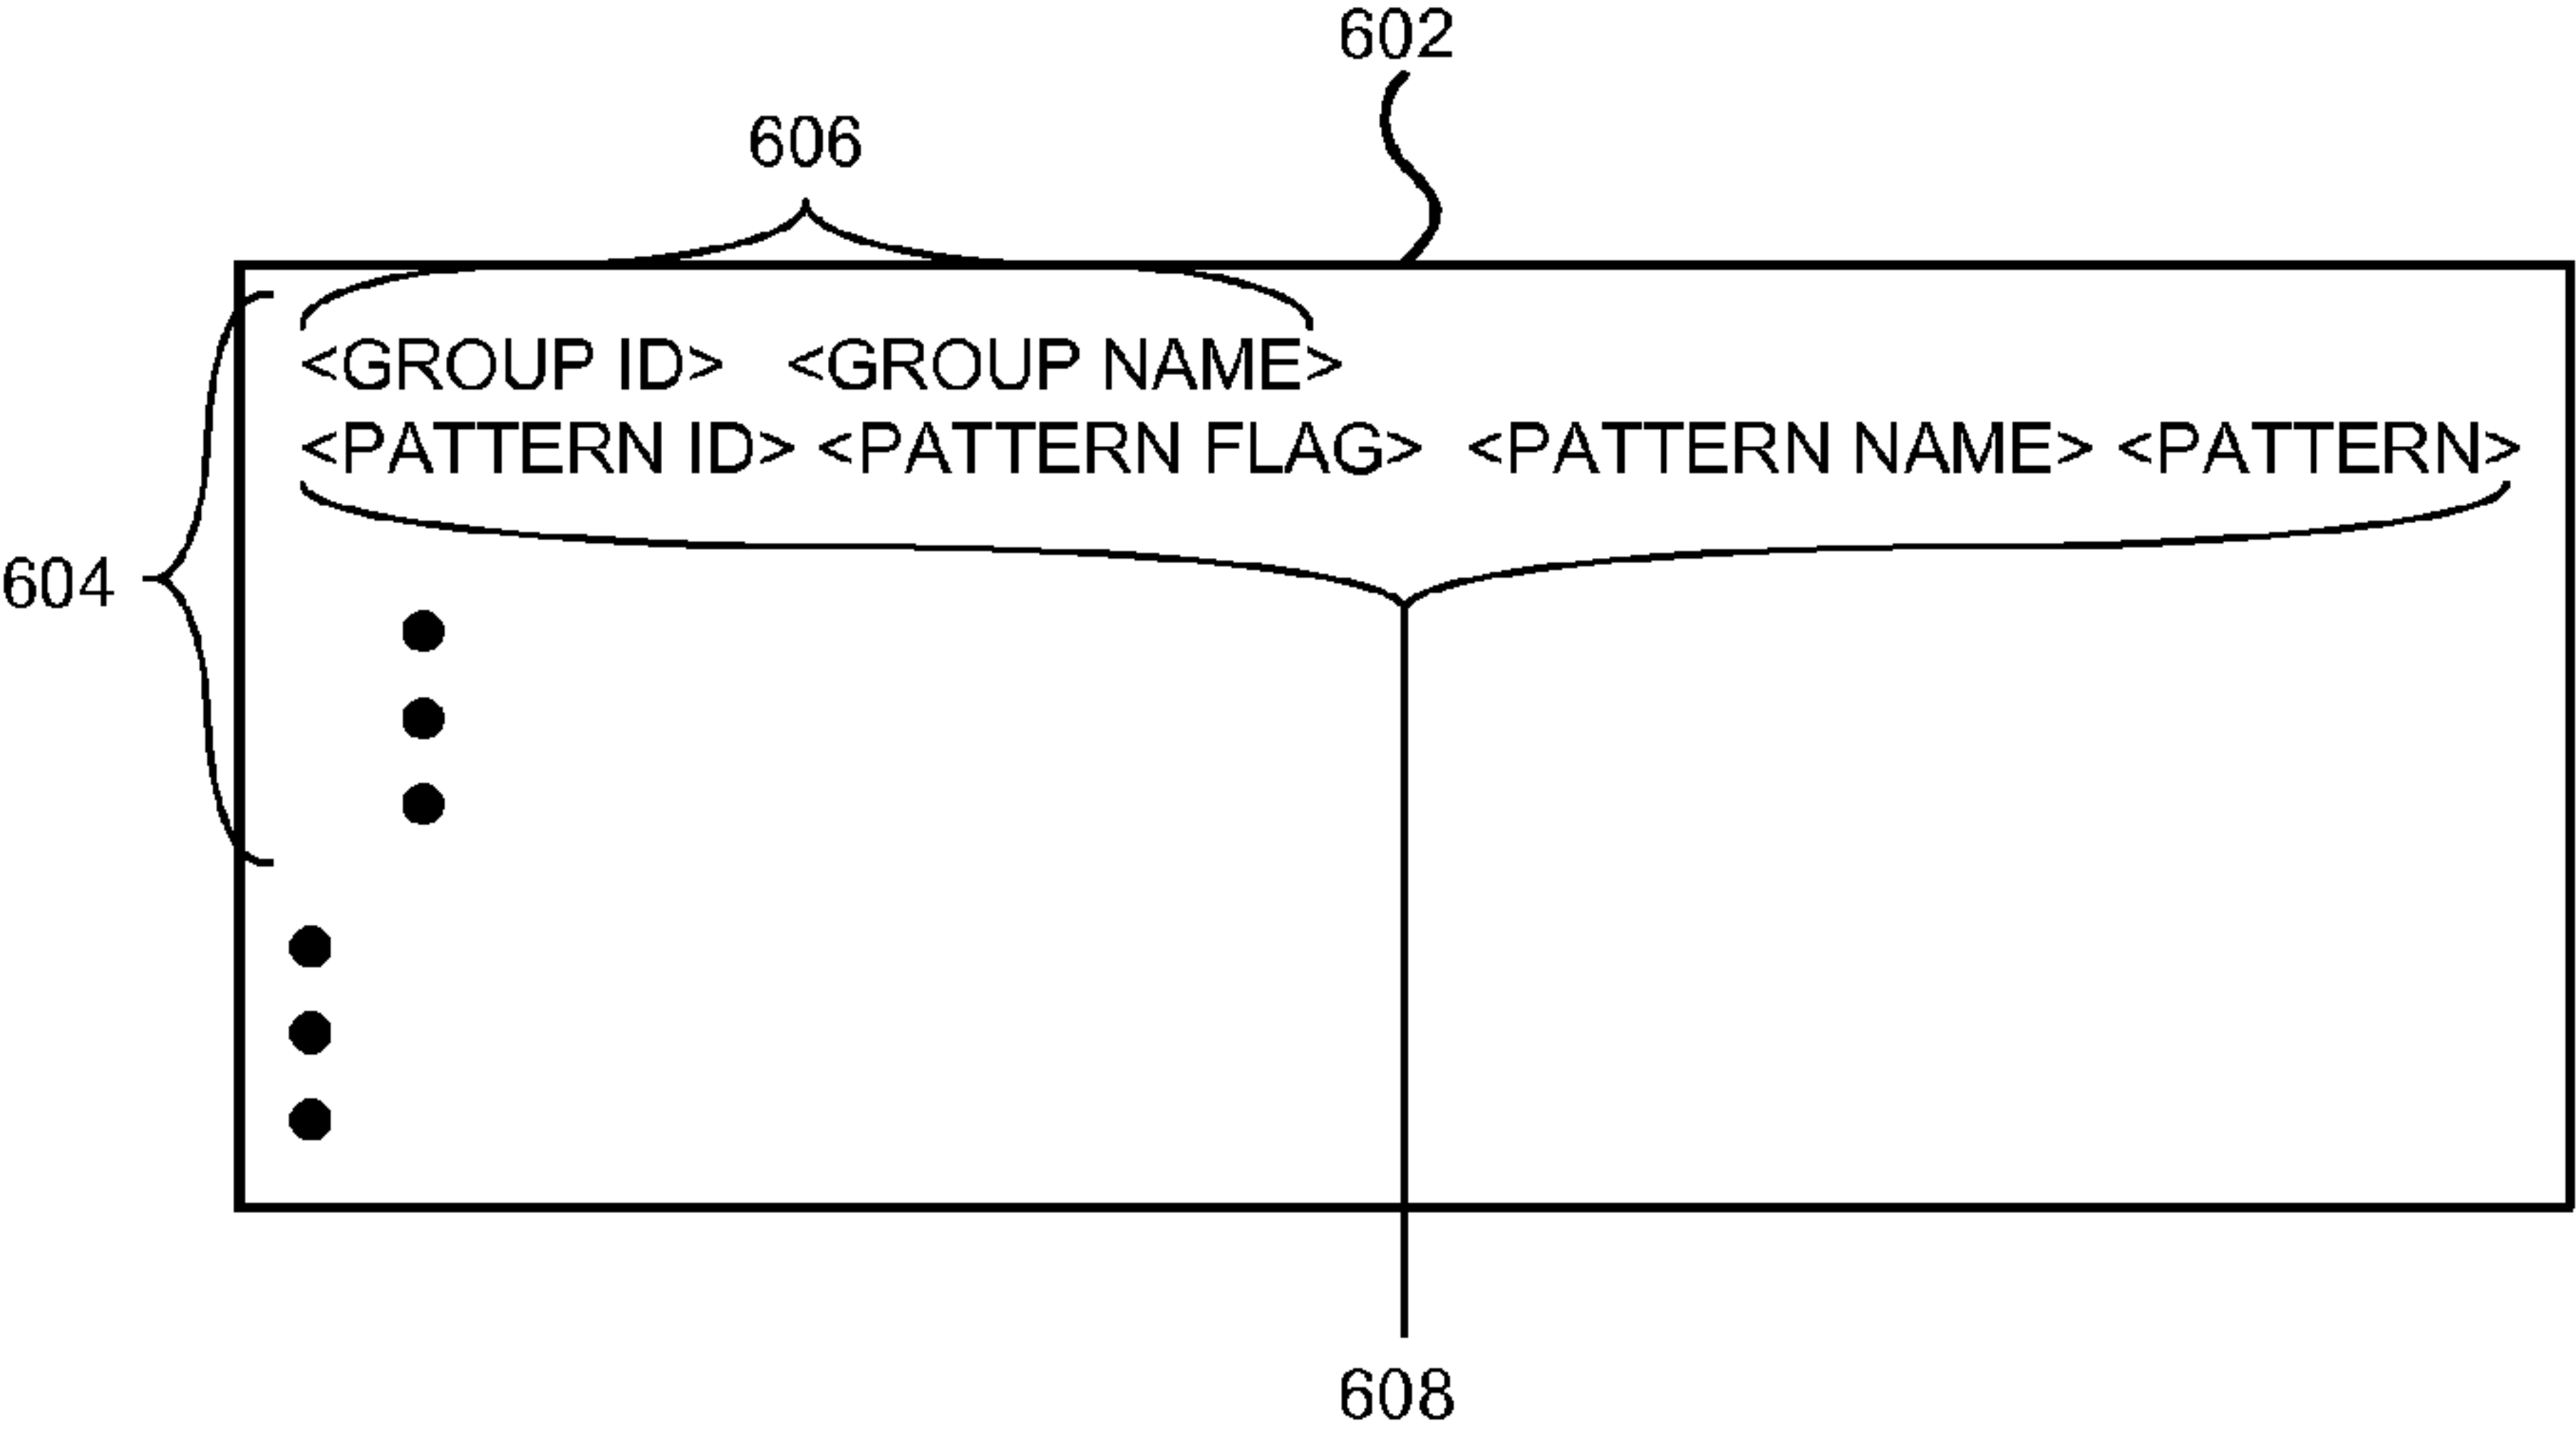 602
606
<GROUP ID> <GROUP NAME>
<PATTERN ID> <PATTERN FLAG> <PATTERN NAME> <PATTERN>
604
608